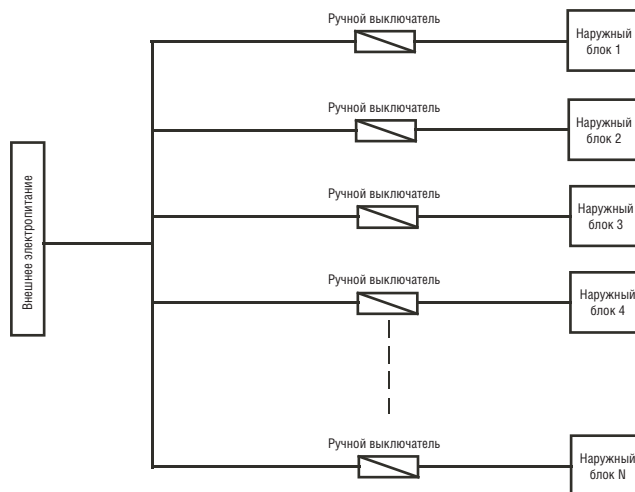 Ручной выключатель
Наружный
блок 1
Ручной выключатель
Наружный
блок 2
Внешнее электропитание
Ручной выключатель
Наружный
блок 3
Ручной выключатель
Наружный
блок 4
Ручной выключатель
Наружный
блок N